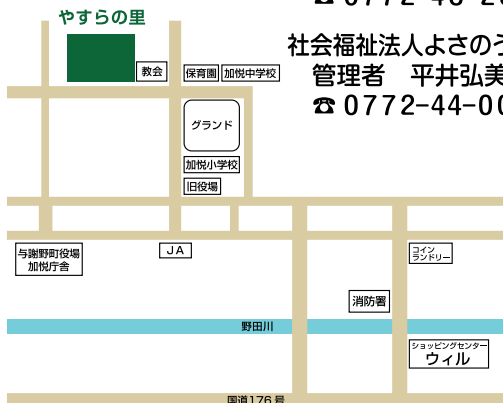 やすらの里
社会福祉法人よさのう
管理者 平井弘美
☎0772-44-00
教会
保育園
加悦中学校
グランド
加悦小学校
旧役場
与謝野町役場
加悦庁舎
JA
コイン
ランドリー
消防署
野田川
ショッピングセンター
ウィル
国道176号